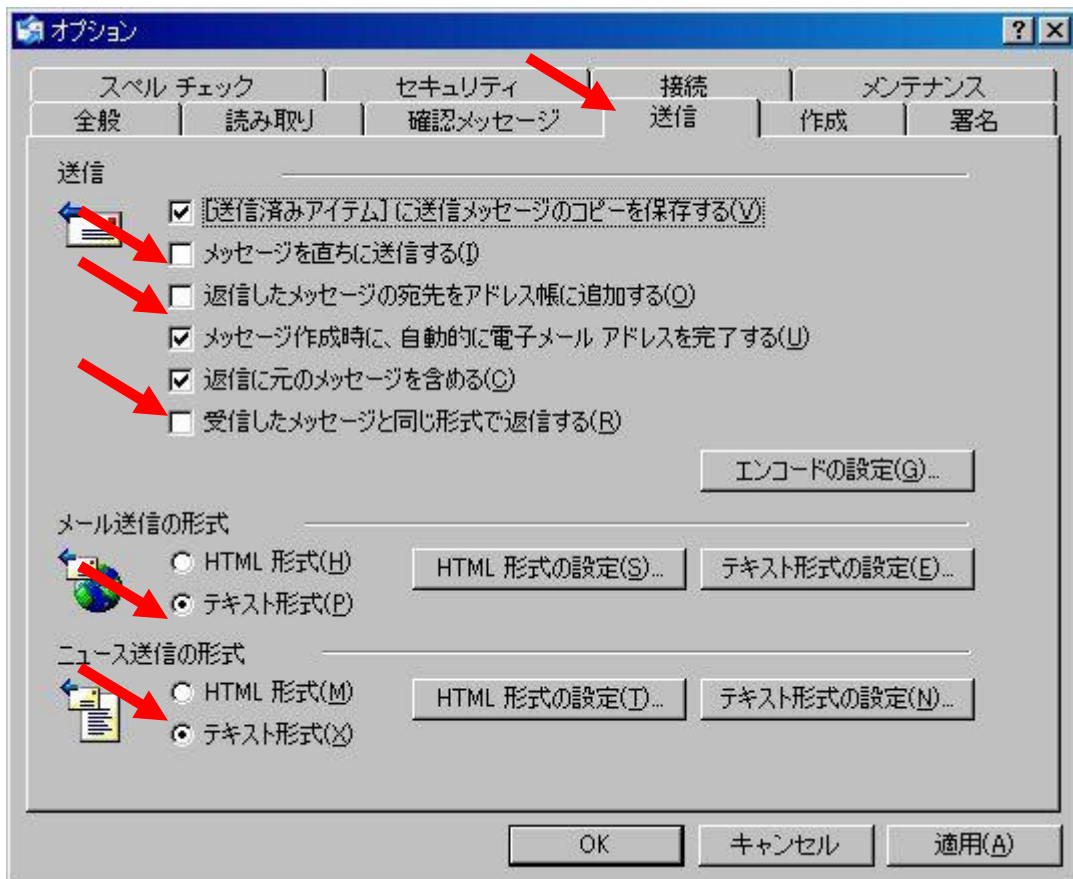 オプション
スペル チェック セキュリティ 接続 メンテナンス
全般 読み取り 確認メッセージ 送信 作成 署名
送信
[送信済みアイテム] に送信メッセージのコピーを保存する(V)
メッセージを直ちに送信する(I)
返信したメッセージの宛先をアドレス帳に追加する(O)
メッセージ作成時に、自動的に電子メール アドレスを完了する(U)
返信に元のメッセージを含める(C)
受信したメッセージと同じ形式で返信する(R)
エンコードの設定(G)...
メール送信の形式
HTML 形式(H) HTML 形式の設定(S)... テキスト形式の設定(E)...
テキスト形式(P)
ニュース送信の形式
HTML 形式(M) HTML 形式の設定(T)... テキスト形式の設定(N)...
テキスト形式(X)
OK キャンセル 適用(A)